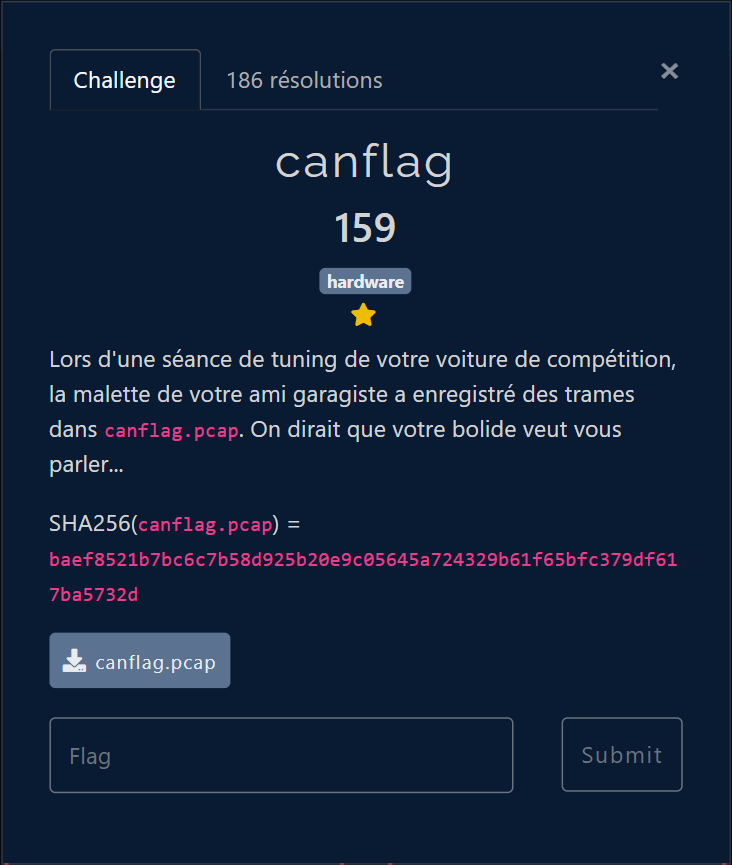 Challenge
186 résolutions
×
canflag
159
hardware
Lors d'une séance de tuning de votre voiture de compétition,
la malette de votre ami garagiste a enregistré des trames
dans canflag.pcap. On dirait que votre bolide veut vous
parler...
SHA256(canflag.pcap) =
baef8521b7bc6c7b58d925b20e9c05645a724329b61f65bfc379df61
7ba5732d
canflag.pcap
Flag
Submit